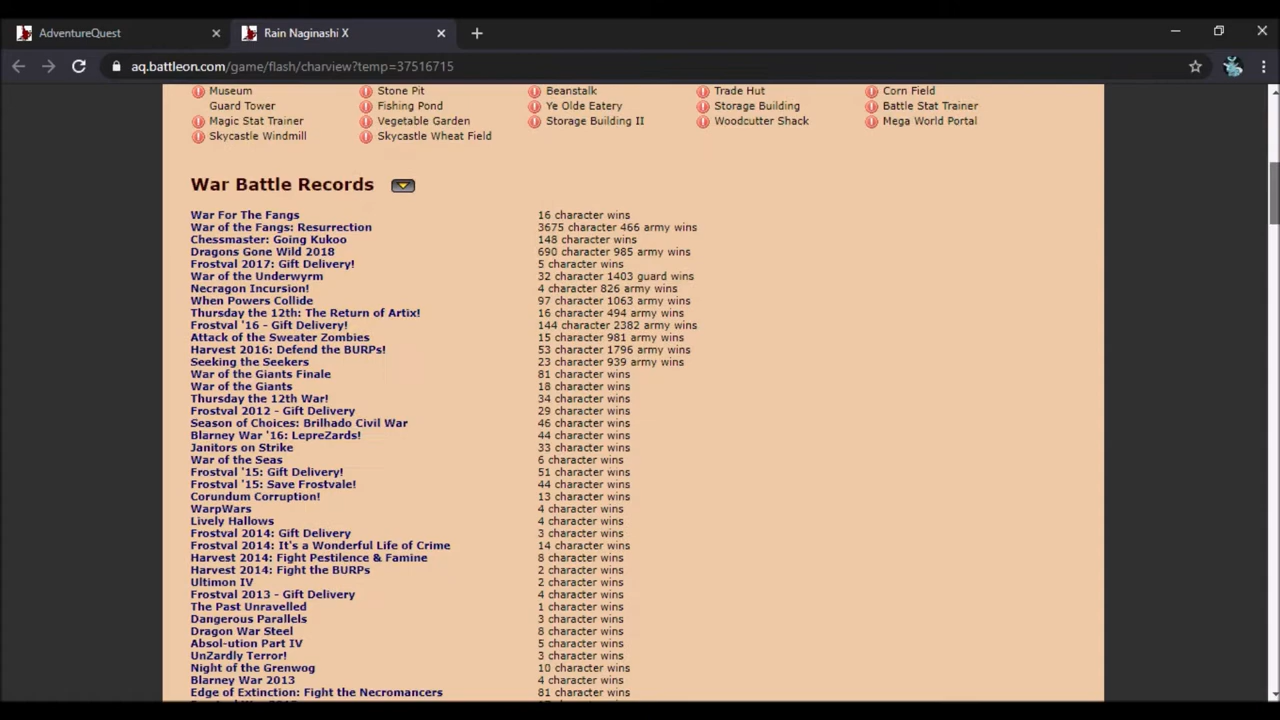 AdventureQuest
Rain Naginashi X
aq.battleon.com/game/flash/charview?temp=37516715
Museum Stone Pit Beanstalk Trade Hut Corn Field
Guard Tower Fishing Pond Ye Olde Eatery Storage Building Battle Stat Trainer
Magic Stat Trainer Vegetable Garden Storage Building II Woodcutter Shack Mega World Portal
Skycastle Windmill Skycastle Wheat Field
War Battle Records
War For The Fangs 16 character wins
War of the Fangs: Resurrection 3675 character 466 army wins
Chessmaster: Going Kukoo 148 character wins
Dragons Gone Wild 2018 690 character 985 army wins
Frostval 2017: Gift Delivery! 5 character wins
War of the Underwyrm 32 character 1403 guard wins
Necragon Incursion! 4 character 826 army wins
When Powers Collide 97 character 1063 army wins
Thursday the 12th: The Return of Artix! 16 character 494 army wins
Frostval '16 - Gift Delivery! 144 character 2382 army wins
Attack of the Sweater Zombies 15 character 981 army wins
Harvest 2016: Defend the BURPs! 53 character 1796 army wins
Seeking the Seekers 23 character 939 army wins
War of the Giants Finale 81 character wins
War of the Giants 18 character wins
Thursday the 12th War! 34 character wins
Frostval 2012 - Gift Delivery 29 character wins
Season of Choices: Brilhado Civil War 46 character wins
Blarney War '16: LepreZards! 44 character wins
Janitors on Strike 33 character wins
War of the Seas 6 character wins
Frostval '15: Gift Delivery! 51 character wins
Frostval '15: Save Frostvale! 44 character wins
Corundum Corruption! 13 character wins
WarpWars 4 character wins
Lively Hallows 4 character wins
Frostval 2014: Gift Delivery 3 character wins
Frostval 2014: It's a Wonderful Life of Crime 14 character wins
Harvest 2014: Fight Pestilence & Famine 8 character wins
Harvest 2014: Fight the BURPs 2 character wins
Ultimon IV 2 character wins
Frostval 2013 - Gift Delivery 4 character wins
The Past Unravelled 1 character wins
Dangerous Parallels 3 character wins
Dragon War Steel 8 character wins
Absol-ution Part IV 5 character wins
UnZardly Terror! 3 character wins
Night of the Grenwog 10 character wins
Blarney War 2013 4 character wins
Edge of Extinction: Fight the Necromancers 81 character wins